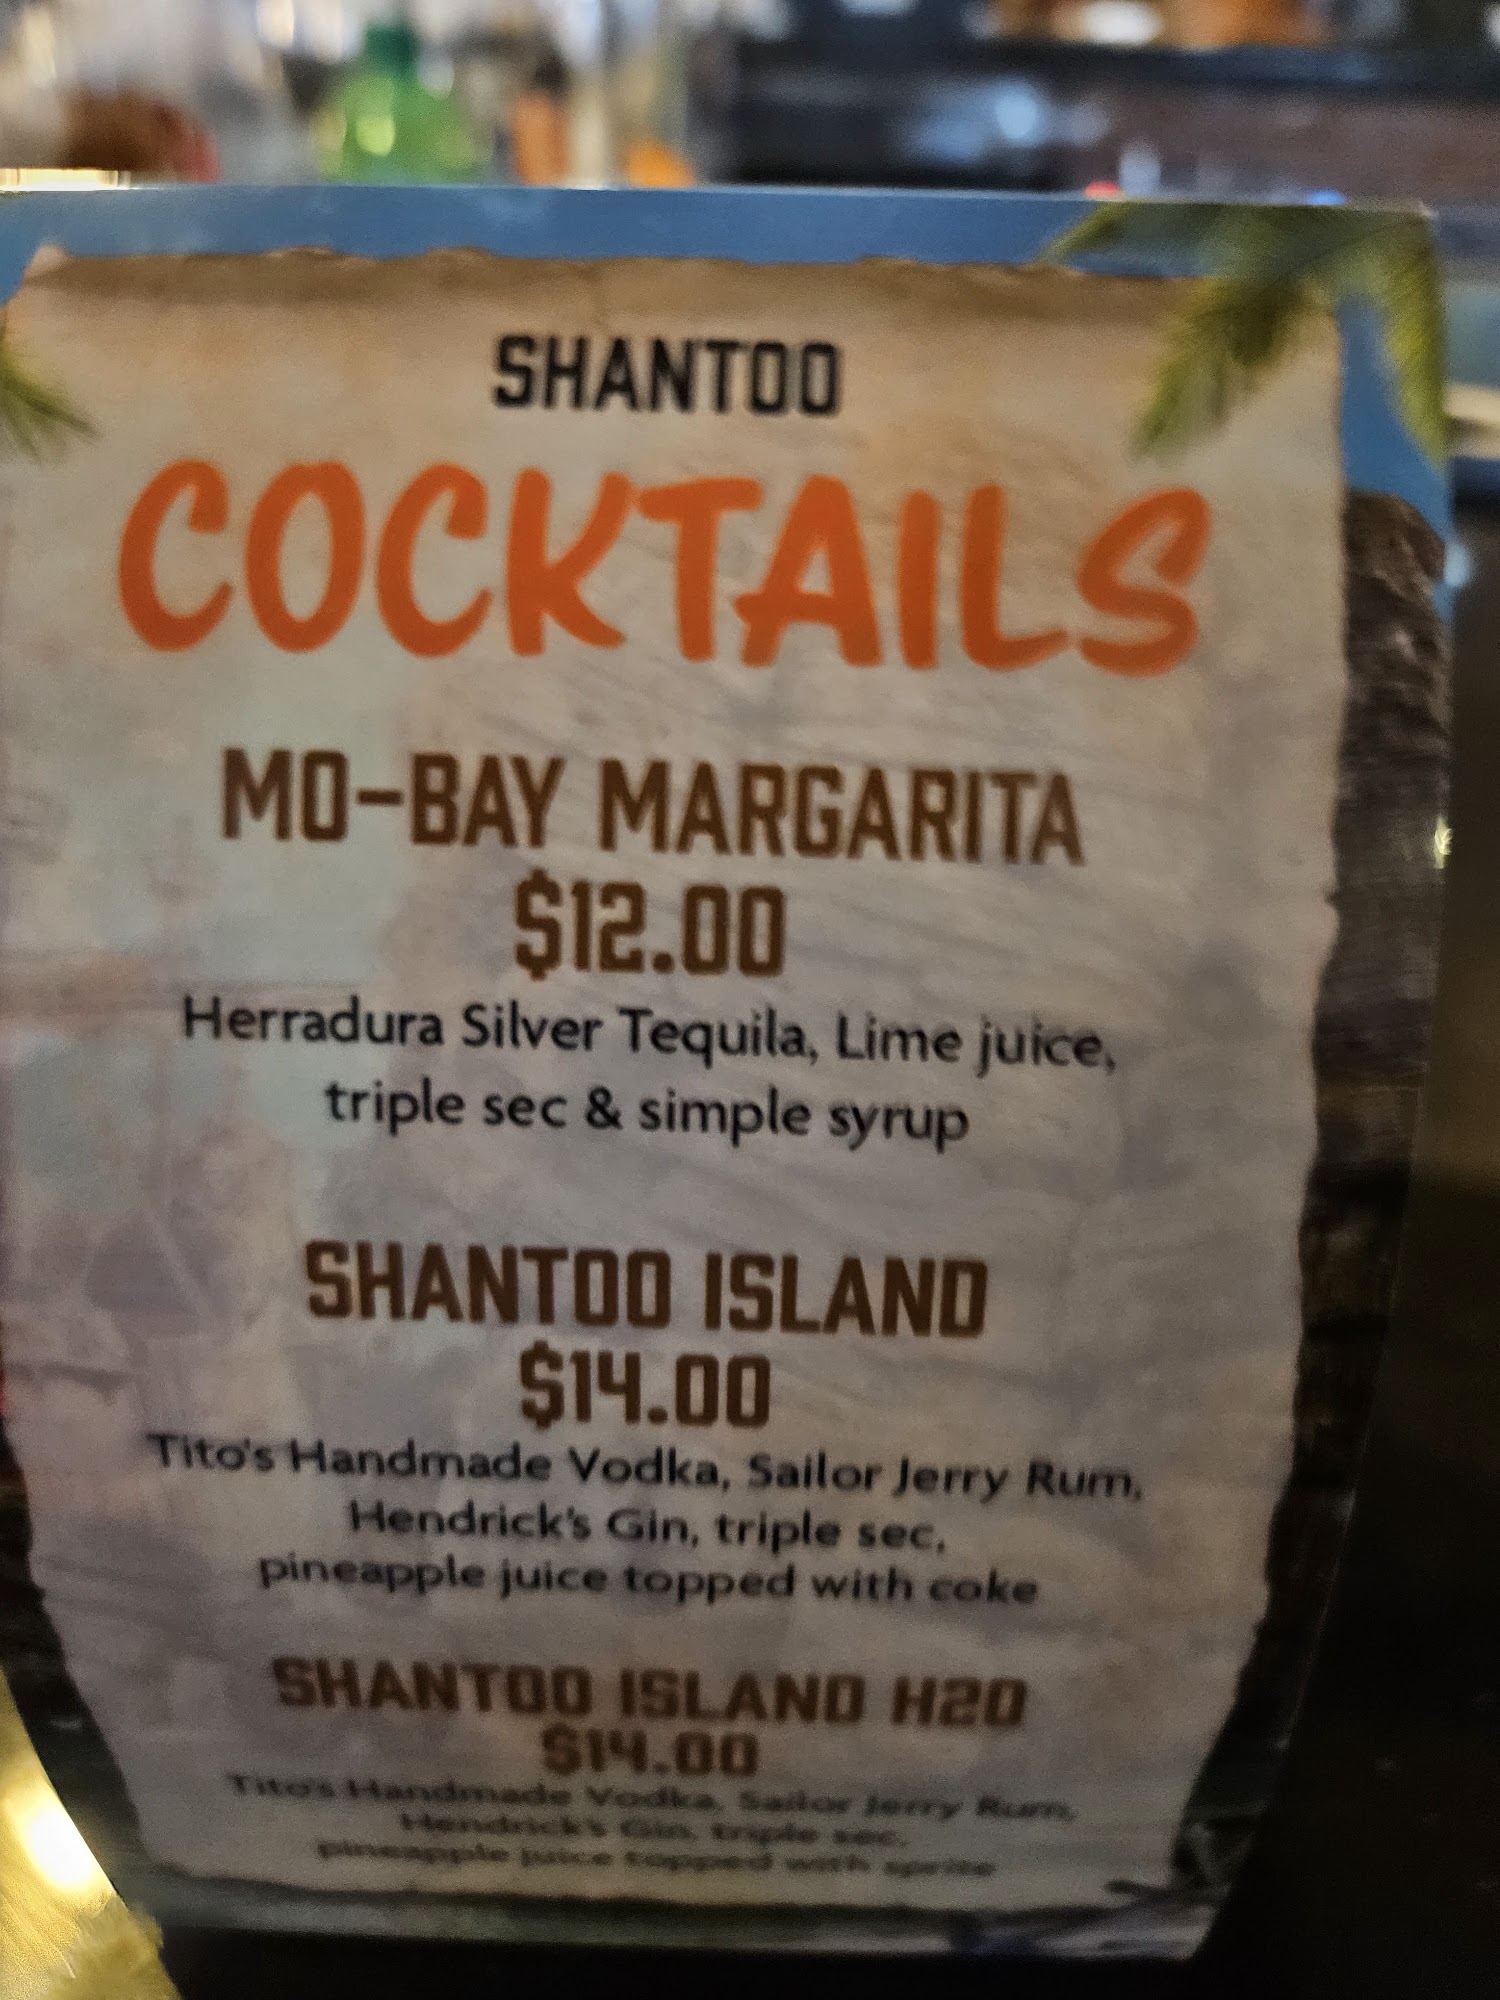 SHANTOO
COCKTAILS
MO-BAY MARGARITA
$12.00
Herradura Silver Tequila, Lime juice,
triple sec & simple syrup
SHANTOO ISLAND
$14.00
Tito's Handmade Vodka, Sailor Jerry Rum,
Hendrick's Gin, triple sec,
pineapple juice topped with coke
SHANTOO ISLAND H20
$14.00
Tito's Handmade Vodka, Sailor Jerry Rum,
Hendrick's Gin, triple sec,
pineapple juice topped with sprite